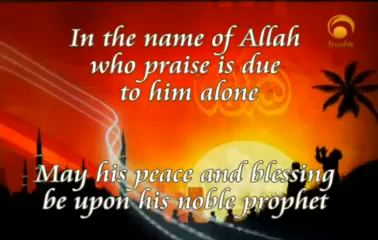 huda
In the name of Allah
who praise is due
to him alone
May his peace and blessing
be upon his noble prophet